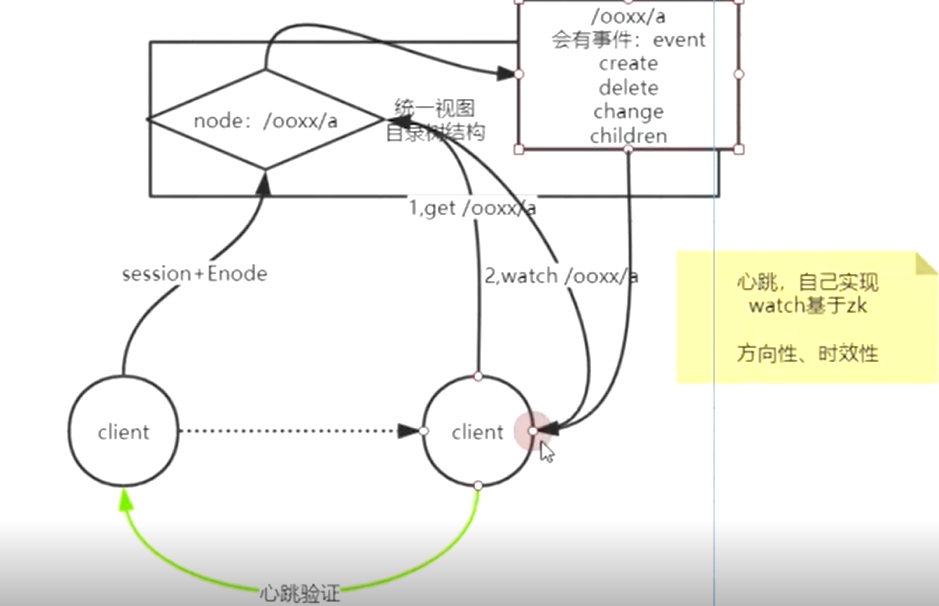 /ooxx/a
会有事件：event
create
delete
change
children
node：/ooxx/a
统一视图
目录树结构
1,get /ooxx/a
session+Enode
2,watch /ooxx/a
心跳，自己实现
watch基于zk
方向性、时效性
client
client
心跳验证